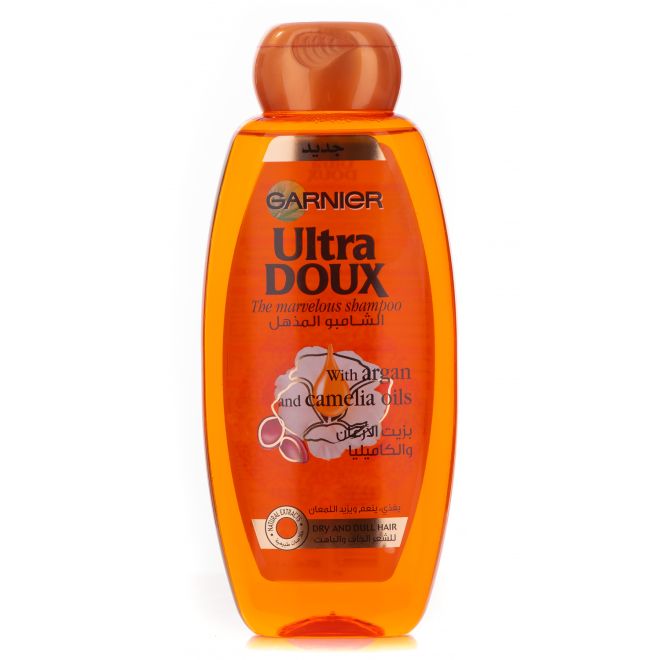 جديد
GARNIER
Ultra
DOUX
The marvelous shampoo
الشامبو المذهل
With argan
and camelia oils
بزيت الأرغان
والكاميليا
يغذي، ينعم ويزيد اللمعان
NATURAL EXTRACTS
DRY AND DULL HAIR
للشعر الجاف والباهت